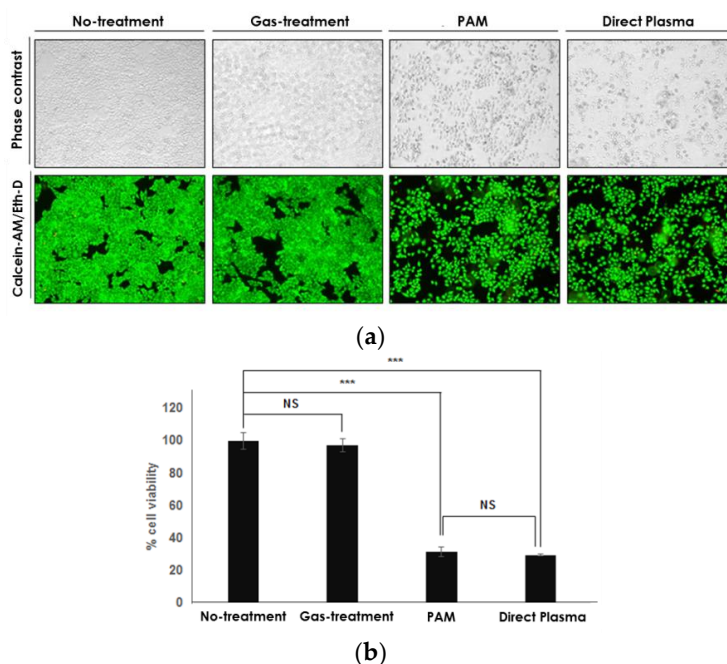 No-treatment Gas-treatment PAM Direct Plasma
Phase contrast
Calcein-AM/Eth-D
(a)
***
***
NS
NS
% cell viability
120
100
80
60
40
20
0
No-treatment Gas-treatment PAM Direct Plasma
(b)